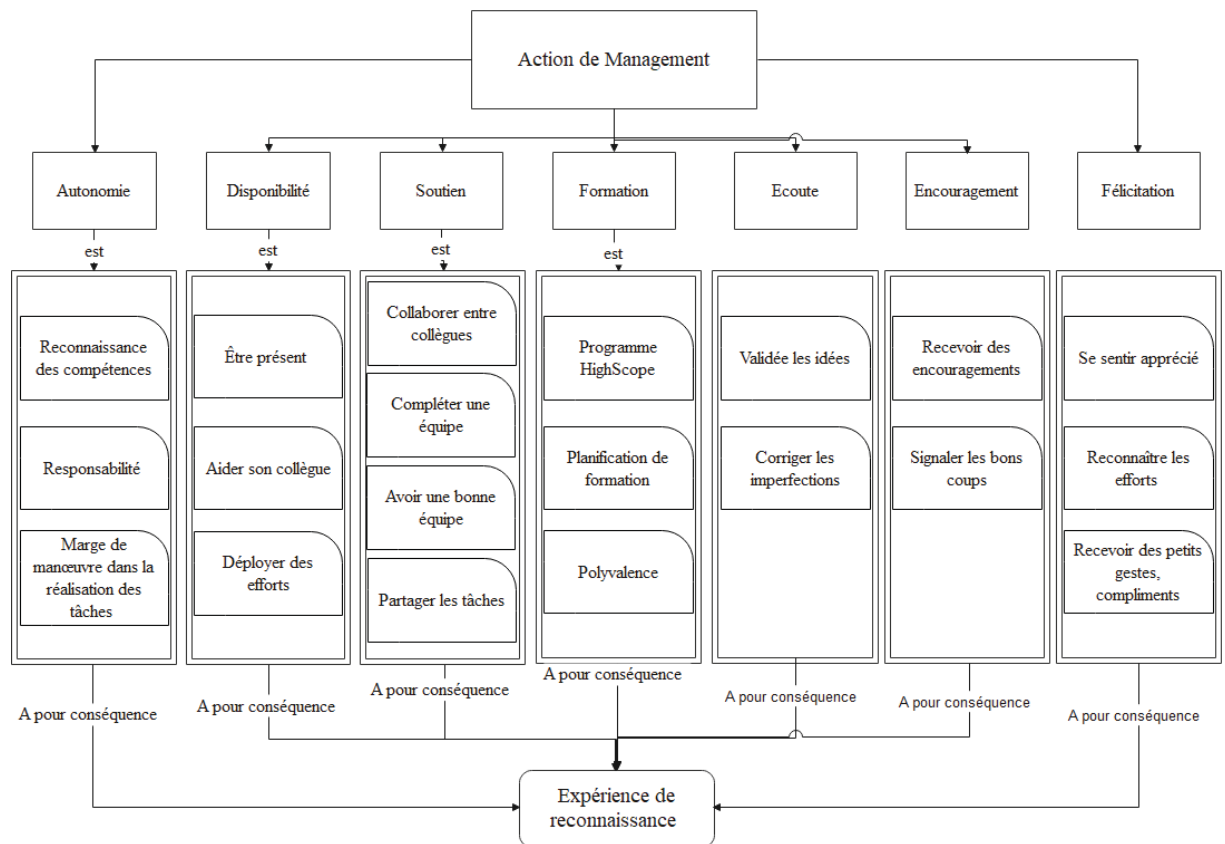 Action de Management
Autonomie
Disponibilité
Soutien
Formation
Ecoute
Encouragement
Félicitation
est
est
est
est
Reconnaissance
des compétences
Responsabilité
Marge de
manœuvre dans la
réalisation des
tâches
Être présent
Aider son collègue
Déployer des
efforts
Collaborer entre
collègues
Compléter une
équipe
Avoir une bonne
équipe
Partager les tâches
Programme
HighScope
Planification de
formation
Polyvalence
Validée les idées
Corriger les
imperfections
Recevoir des
encouragements
Signaler les bons
coups
Se sentir apprécié
Reconnaître les
efforts
Recevoir des petits
gestes,
compliments
A pour conséquence
A pour conséquence
A pour conséquence
A pour conséquence
A pour conséquence
A pour conséquence
A pour conséquence
Expérience de
reconnaissance